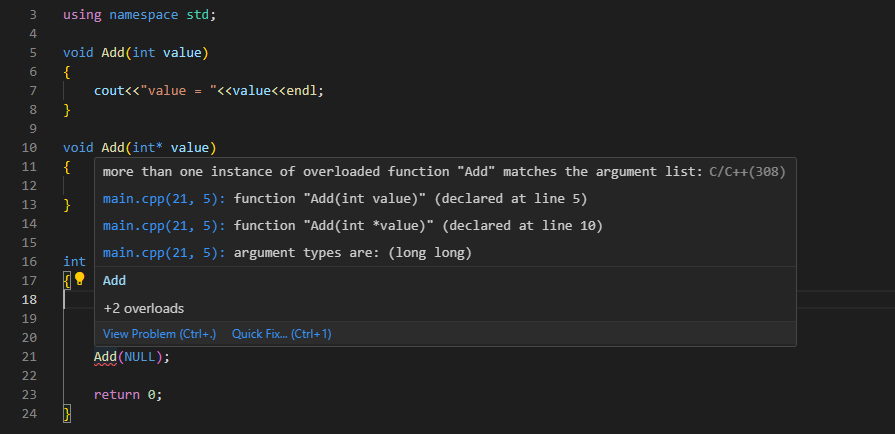 3 using namespace std;
4
5 void Add(int value)
6 {
7 cout<<"value = "<<value<<endl;
8 }
9
10 void Add(int* value)
11 {
more than one instance of overloaded function "Add" matches the argument list: C/C++(308)
12
main.cpp(21, 5): function "Add(int value)" (declared at line 5)
13 }
main.cpp(21, 5): function "Add(int *value)" (declared at line 10)
14
15
main.cpp(21, 5): argument types are: (long long)
16 int
17 {
Add
18
+2 overloads
19
20
View Problem (Ctrl+.) Quick Fix... (Ctrl+1)
21 Add(NULL);
22
23 return 0;
24 }